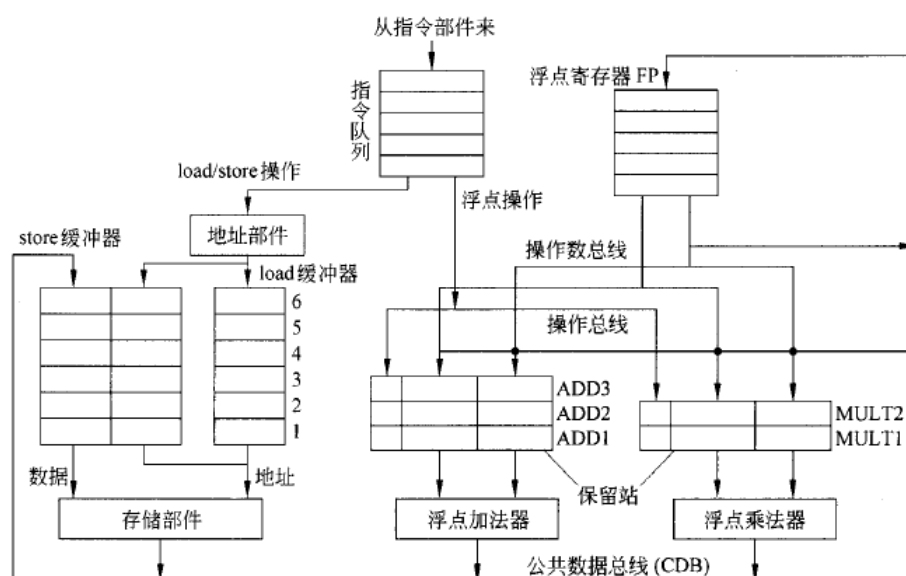 从指令部件来
浮点寄存器 FP
指令队列
load/store操作
浮点操作
地址部件
store缓冲器
操作数总线
load缓冲器
6
5
4
3
2
1
操作总线
ADD3
ADD2
ADD1
MULT2
MULT1
数据
地址
保留站
存储部件
浮点加法器
浮点乘法器
公共数据总线 (CDB)